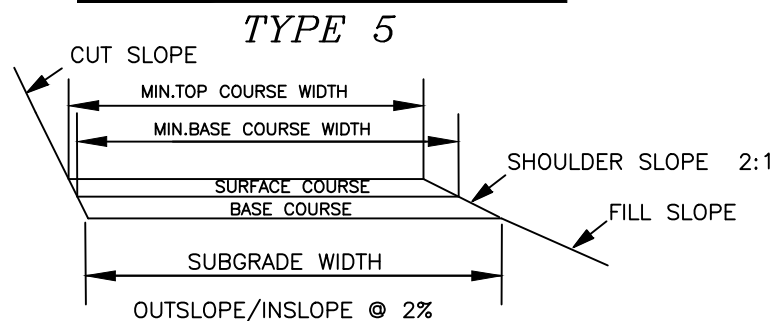 TYPE 5
CUT SLOPE
MIN.TOP COURSE WIDTH
MIN.BASE COURSE WIDTH
SHOULDER SLOPE 2:1
SURFACE COURSE
BASE COURSE
FILL SLOPE
SUBGRADE WIDTH
OUTSLOPE/INSLOPE @ 2%